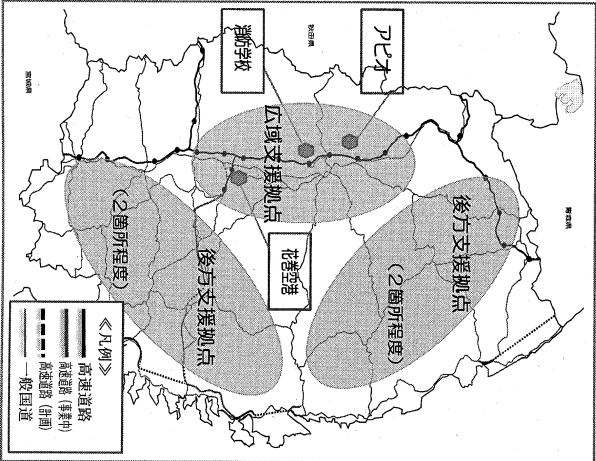 青森県
秋田県
宮城県
アピオ
消防学校
広域支援拠点
花巻空港
後方支援拠点
(2箇所程度)
後方支援拠点
(2箇所程度)
≪凡例≫
高速道路
高速道路(事業中)
高速道路(計画)
一般国道